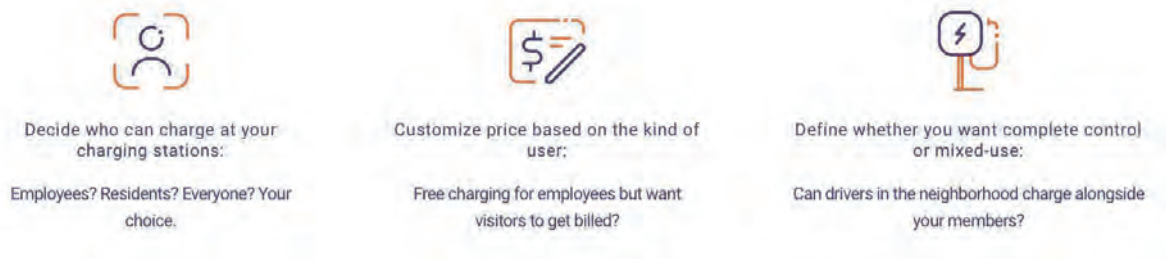 Decide who can charge at your
charging stations:
Employees? Residents? Everyone? Your
choice.
Customize price based on the kind of
user:
Free charging for employees but want
visitors to get billed?
Define whether you want complete control
or mixed-use:
Can drivers in the neighborhood charge alongside
your members?